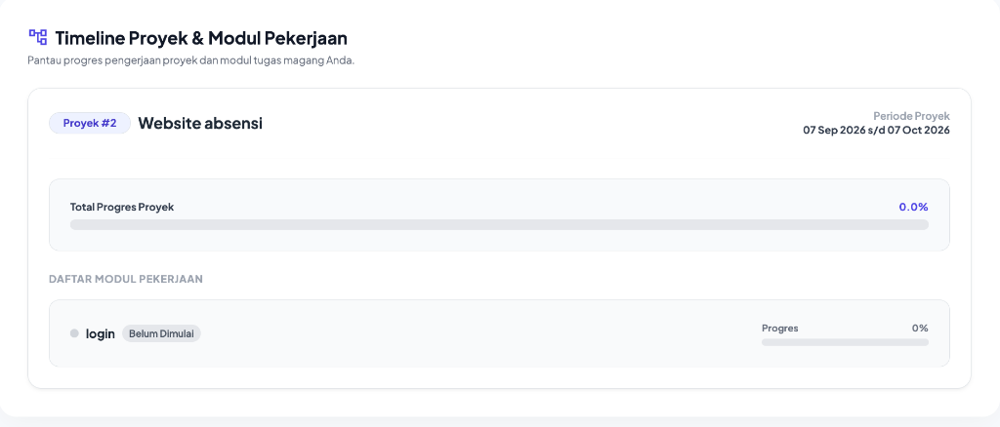 Timeline Proyek & Modul Pekerjaan
Pantau progres pengerjaan proyek dan modul tugas magang Anda.
Proyek #2 Website absensi
Periode Proyek
07 Sep 2026 s/d 07 Oct 2026
Total Progres Proyek 0.0%
DAFTAR MODUL PEKERJAAN
login Belum Dimulai Progres 0%